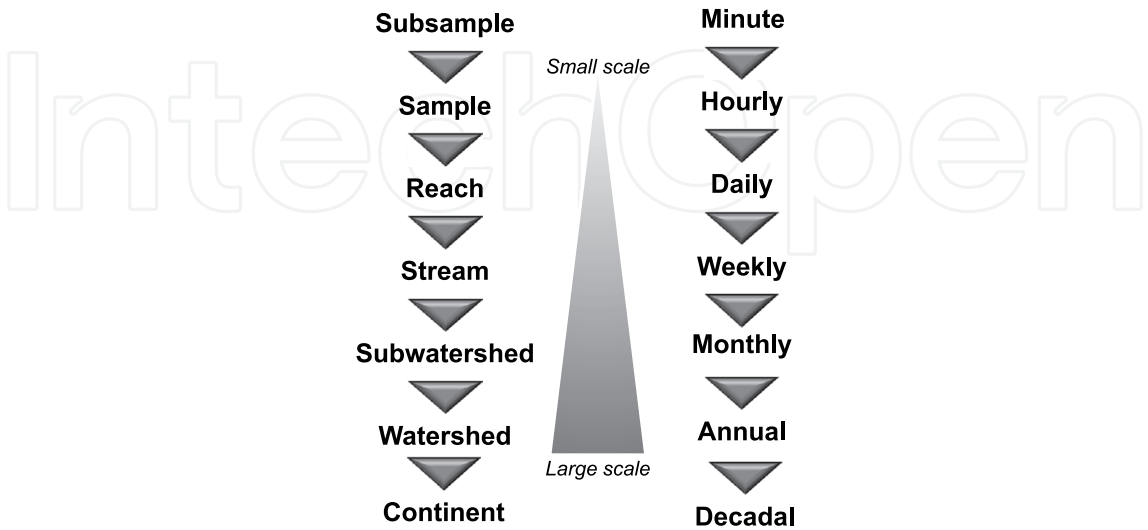 Subsample
Sample
Reach
Stream
Subwatershed
Watershed
Continent
Small scale
Large scale
Minute
Hourly
Daily
Weekly
Monthly
Annual
Decadal
IntechOpen